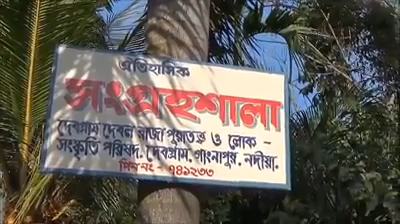 ঐতিহাসিক
সংগ্রহশালা
দেবগ্রাম দেবল রাজা পুরাতত্ত্ব ও লোক -
সংস্কৃতি পরিষদ, দেবগ্রাম, গাংনাপুর, নদীয়া.
পিন-নং - ৭৪১২৩৩